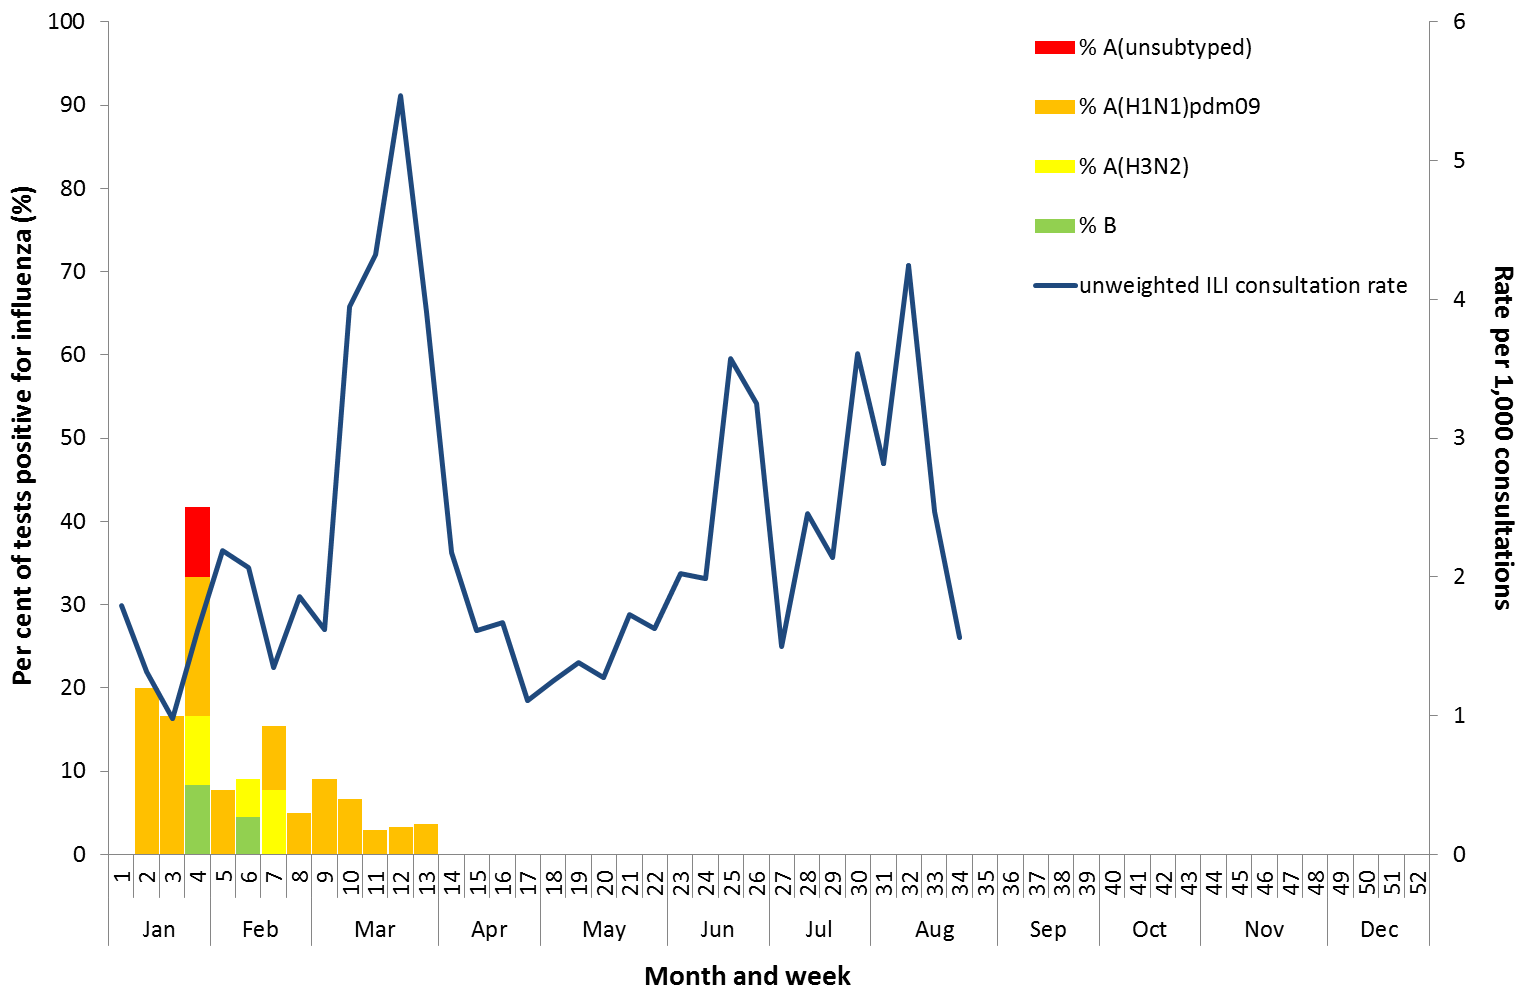 100
90
80
70
60
50
40
30
20
10
0
Per cent of tests positive for influenza (%)
% A(unsubtyped)
% A(H1N1)pdm09
% A(H3N2)
% B
unweighted ILI consultation rate
6
5
4
3
2
1
0
Rate per 1,000 consultations
1 2 3 4 5 6 7 8 9 10 11 12 13 14 15 16 17 18 19 20 21 22 23 24 25 26 27 28 29 30 31 32 33 34 35 36 37 38 39 40 41 42 43 44 45 46 47 48 49 50 51 52
Jan Feb Mar Apr May Jun Jul Aug Sep Oct Nov Dec
Month and week